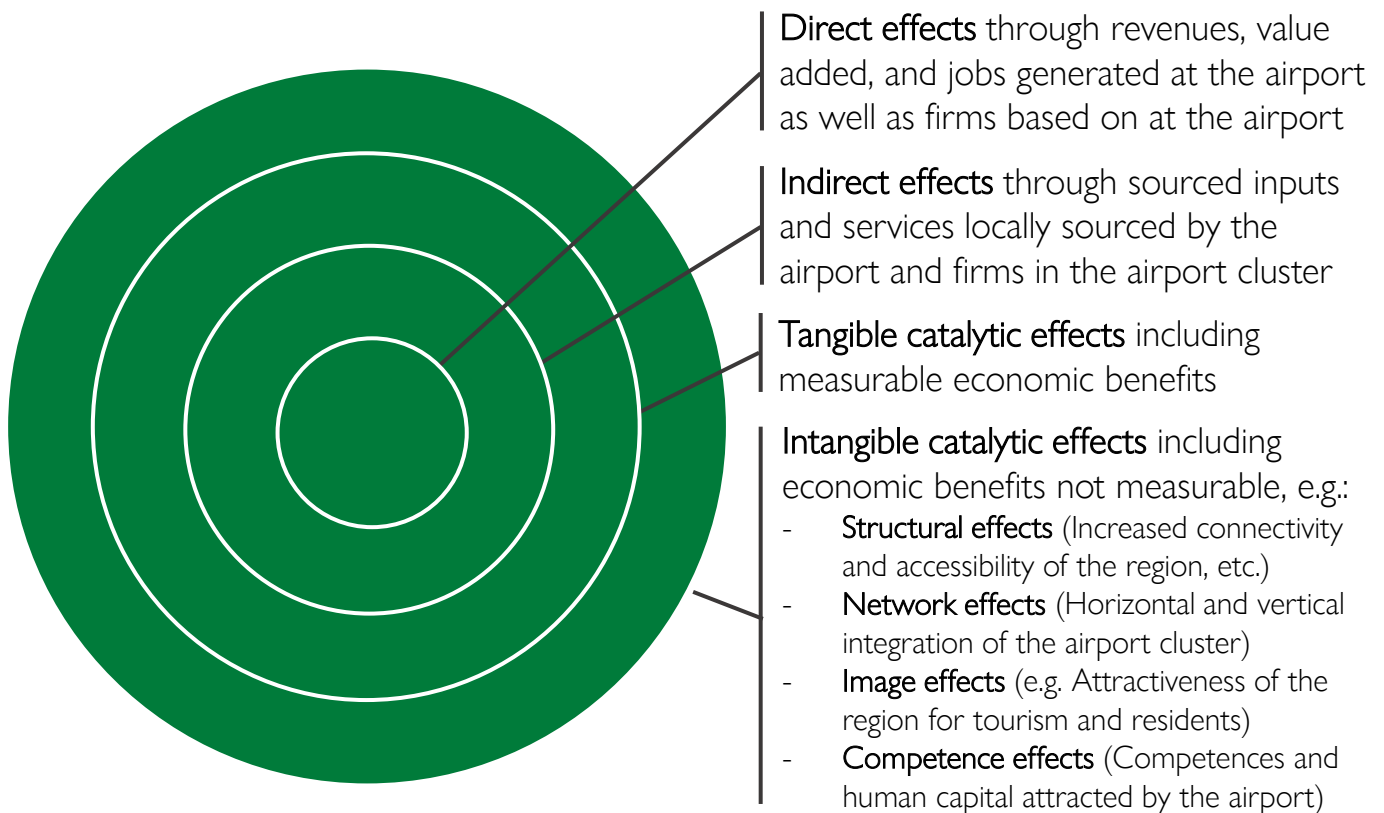 Direct effects through revenues, value
added, and jobs generated at the airport
as well as firms based on at the airport
Indirect effects through sourced inputs
and services locally sourced by the
airport and firms in the airport cluster
Tangible catalytic effects including
measurable economic benefits
Intangible catalytic effects including
economic benefits not measurable, e.g.:
- Structural effects (Increased connectivity
and accessibility of the region, etc.)
- Network effects (Horizontal and vertical
integration of the airport cluster)
- Image effects (e.g. Attractiveness of the
region for tourism and residents)
- Competence effects (Competences and
human capital attracted by the airport)